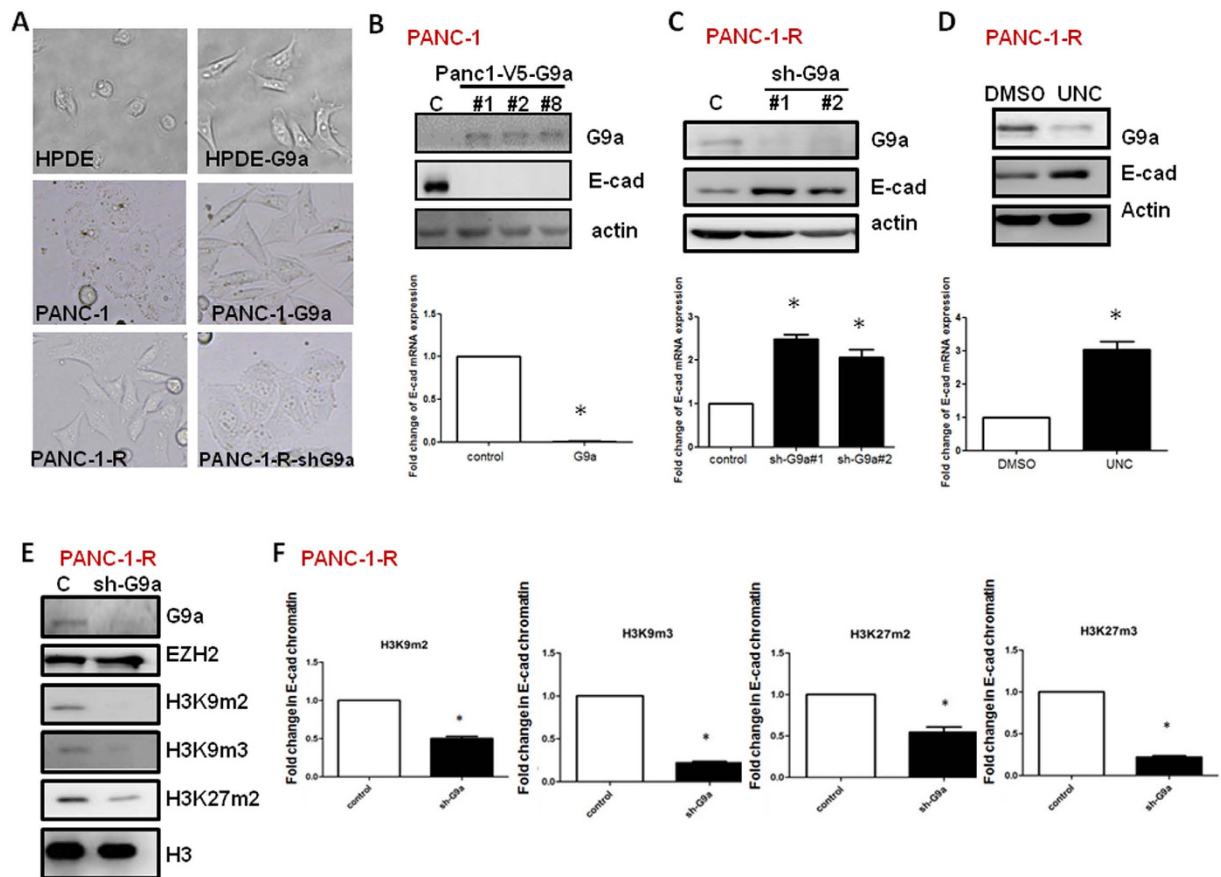 A
HPDE
HPDE-G9a
PANC-1
PANC-1-G9a
PANC-1-R
PANC-1-R-shG9a
B
PANC-1
Panc1-V5-G9a
C #1 #2 #8
G9a
E-cad
actin
Fold change of E-cad mRNA expression
1.5
1.0
0.5
0.0
*
control G9a
C
PANC-1-R
sh-G9a
C #1 #2
G9a
E-cad
actin
Fold change of E-cad mRNA expression
3
2
1
0
* *
control sh-G9a#1 sh-G9a#2
D
PANC-1-R
DMSO UNC
G9a
E-cad
Actin
Fold change of E-cad mRNA expression
4
3
2
1
0
*
DMSO UNC
E
PANC-1-R
C sh-G9a
G9a
EZH2
H3K9m2
H3K9m3
H3K27m2
H3
F
PANC-1-R
H3K9m2
Fold change in E-cad chromatin
1.5
1.0
0.5
0.0
*
control sh-G9a
H3K9m3
Fold change in E-cad chromatin
1.5
1.0
0.5
0.0
*
control sh-G9a
H3K27m2
Fold change in E-cad chromatin
1.5
1.0
0.5
0.0
*
control sh-G9a
H3K27m3
Fold change in E-cad chromatin
1.5
1.0
0.5
0.0
*
control sh-G9a